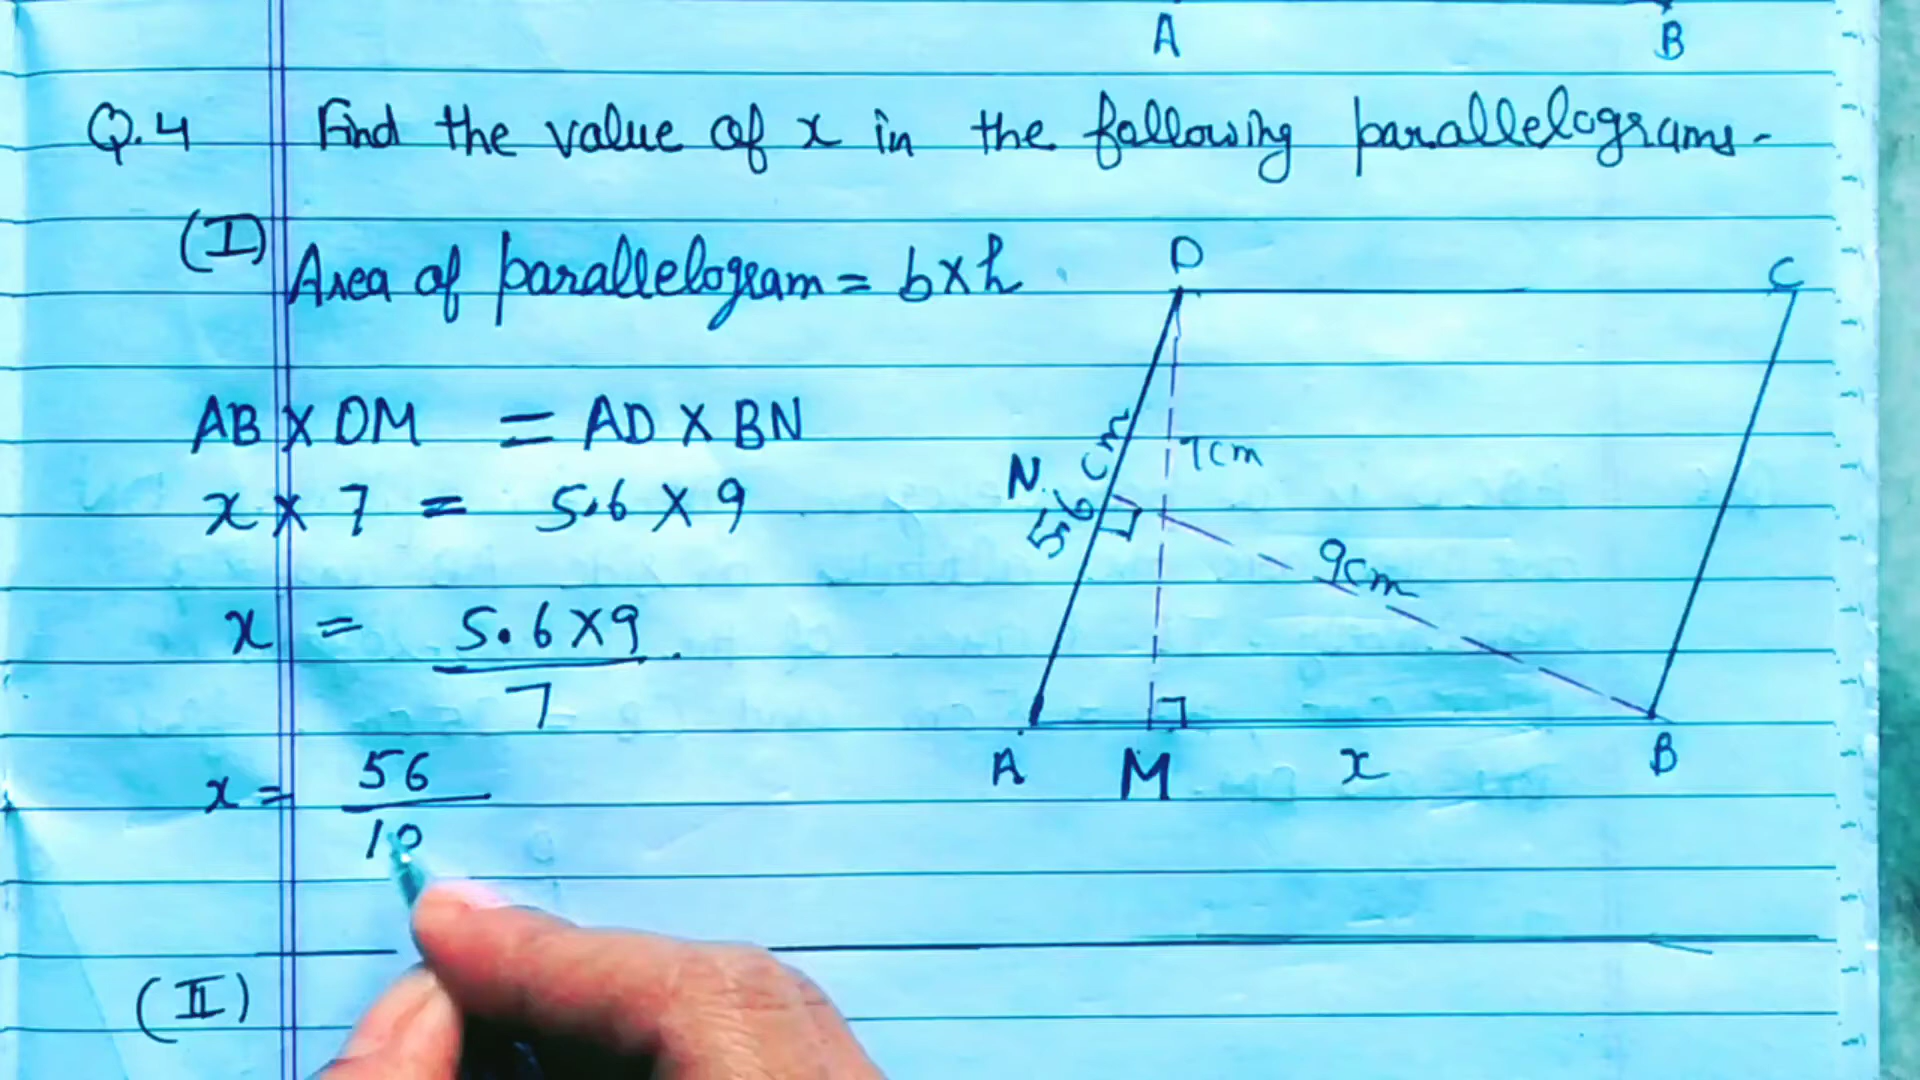 A B
Q.4 Find the value of x in the following parallelograms-
(I) Area of parallelogram = b×h
D C
AB × DM = AD × BN
N 5.6 cm 7cm
x × 7 = 5.6 × 9
9cm
x = 5.6×9
7
A M x B
x = 56
10
(II)